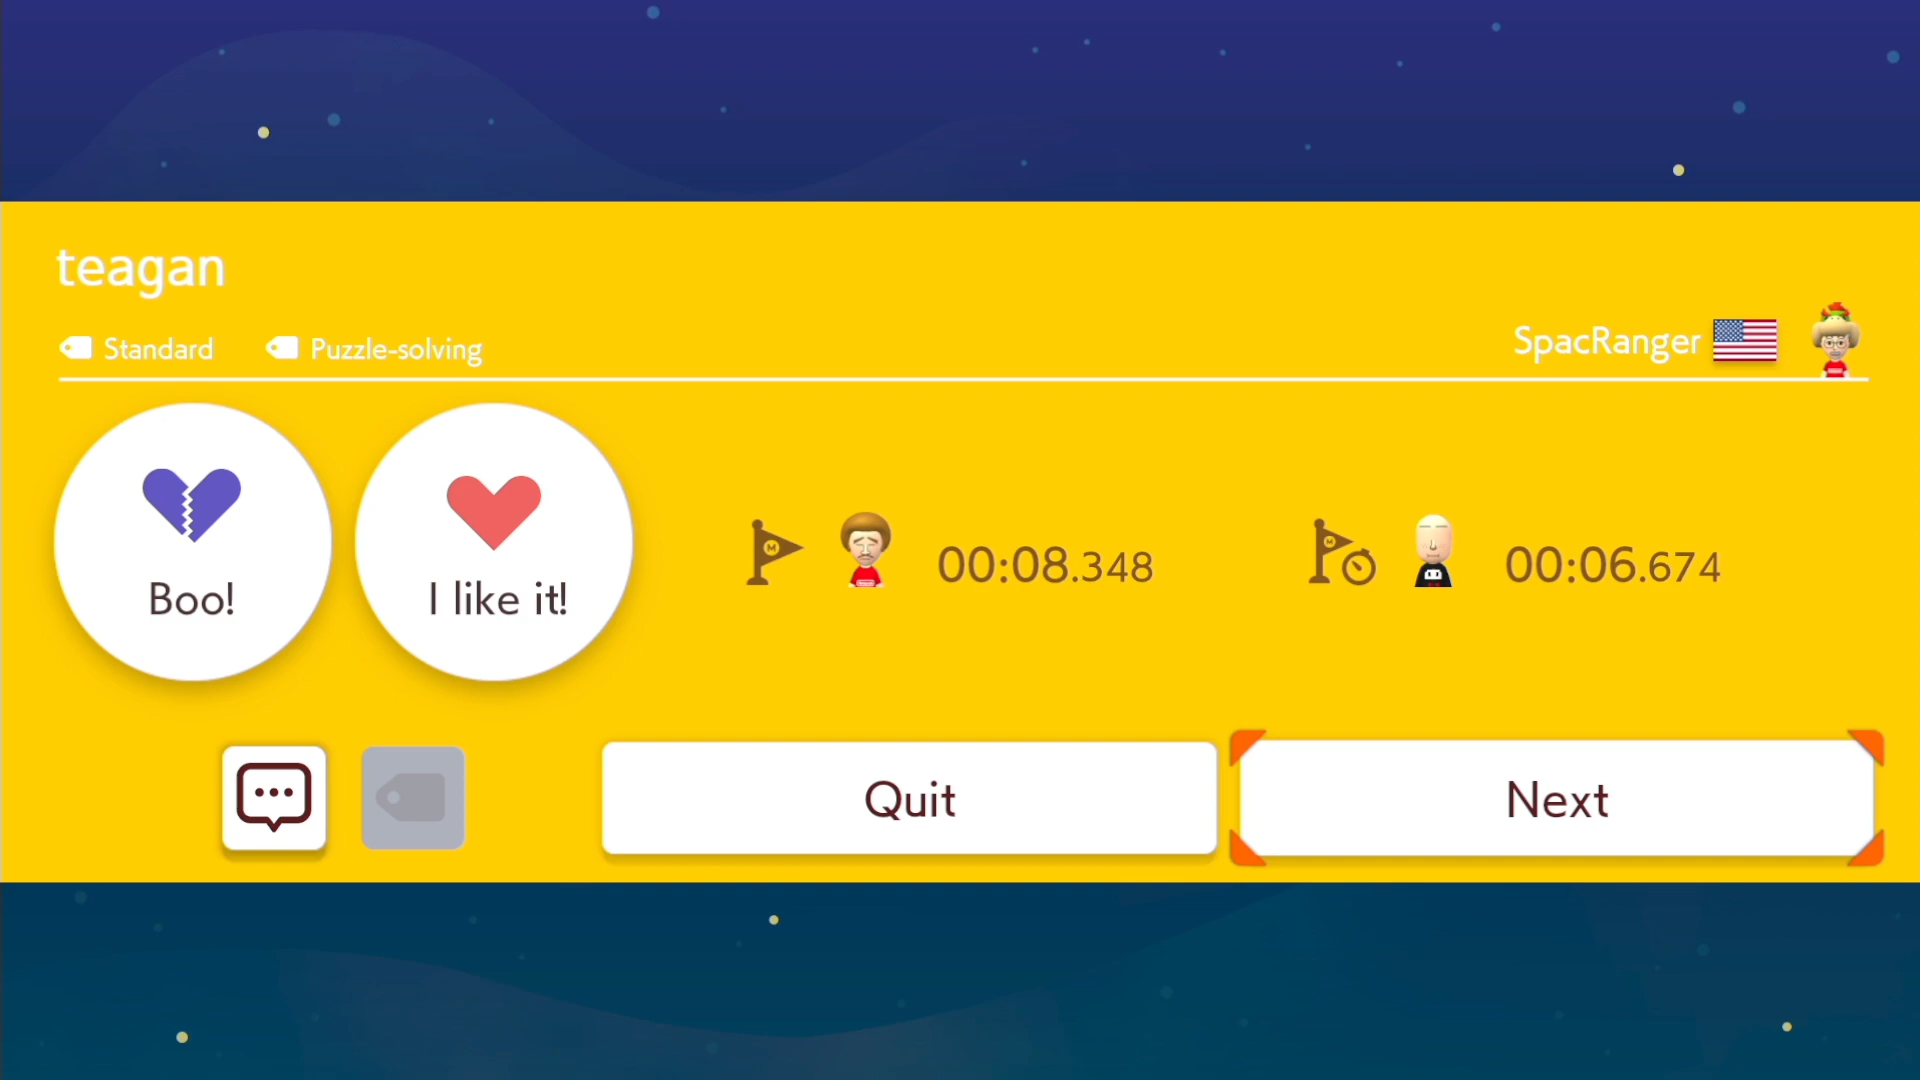 teagan
Standard Puzzle-solving
SpacRanger
Boo!
I like it!
00:08.348
00:06.674
Quit
Next